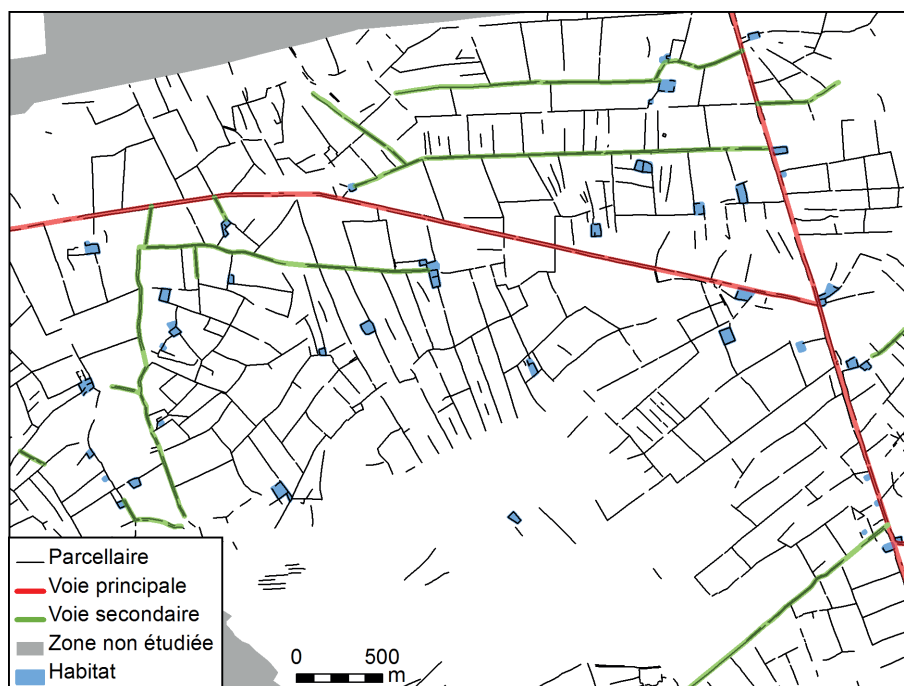 Parcellaire
Voie principale
Voie secondaire
Zone non étudiée
Habitat
0 500
m